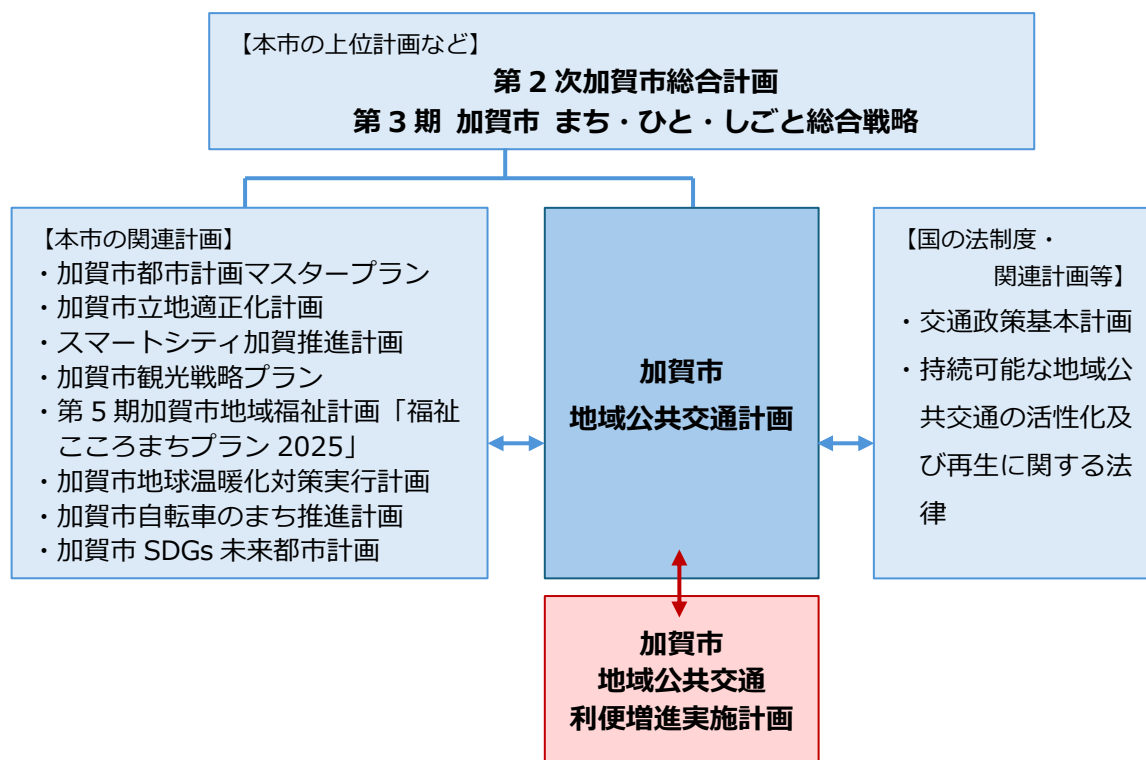 【本市の上位計画など】
第2次加賀市総合計画
第3期 加賀市 まち・ひと・しごと総合戦略
【本市の関連計画】
・加賀市都市計画マスタープラン
・加賀市立地適正化計画
・スマートシティ加賀推進計画
・加賀市観光戦略プラン
・第5期加賀市地域福祉計画「福祉
こころまちプラン2025」
・加賀市地球温暖化対策実行計画
・加賀市自転車のまち推進計画
・加賀市SDGs未来都市計画
加賀市
地域公共交通計画
【国の法制度・
関連計画等】
・交通政策基本計画
・持続可能な地域公
共交通の活性化及
び再生に関する法
律
加賀市
地域公共交通
利便増進実施計画